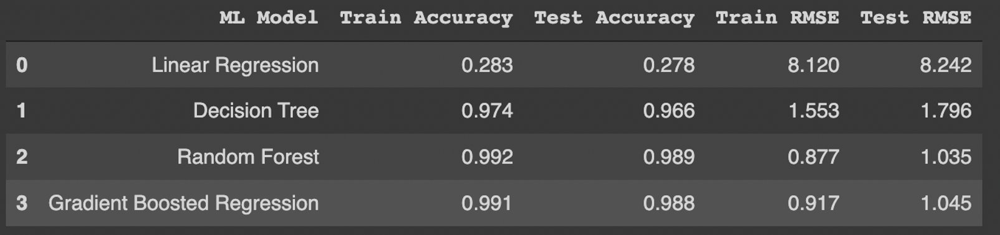 ML Model Train Accuracy Test Accuracy Train RMSE Test RMSE
0 Linear Regression 0.283 0.278 8.120 8.242
1 Decision Tree 0.974 0.966 1.553 1.796
2 Random Forest 0.992 0.989 0.877 1.035
3 Gradient Boosted Regression 0.991 0.988 0.917 1.045